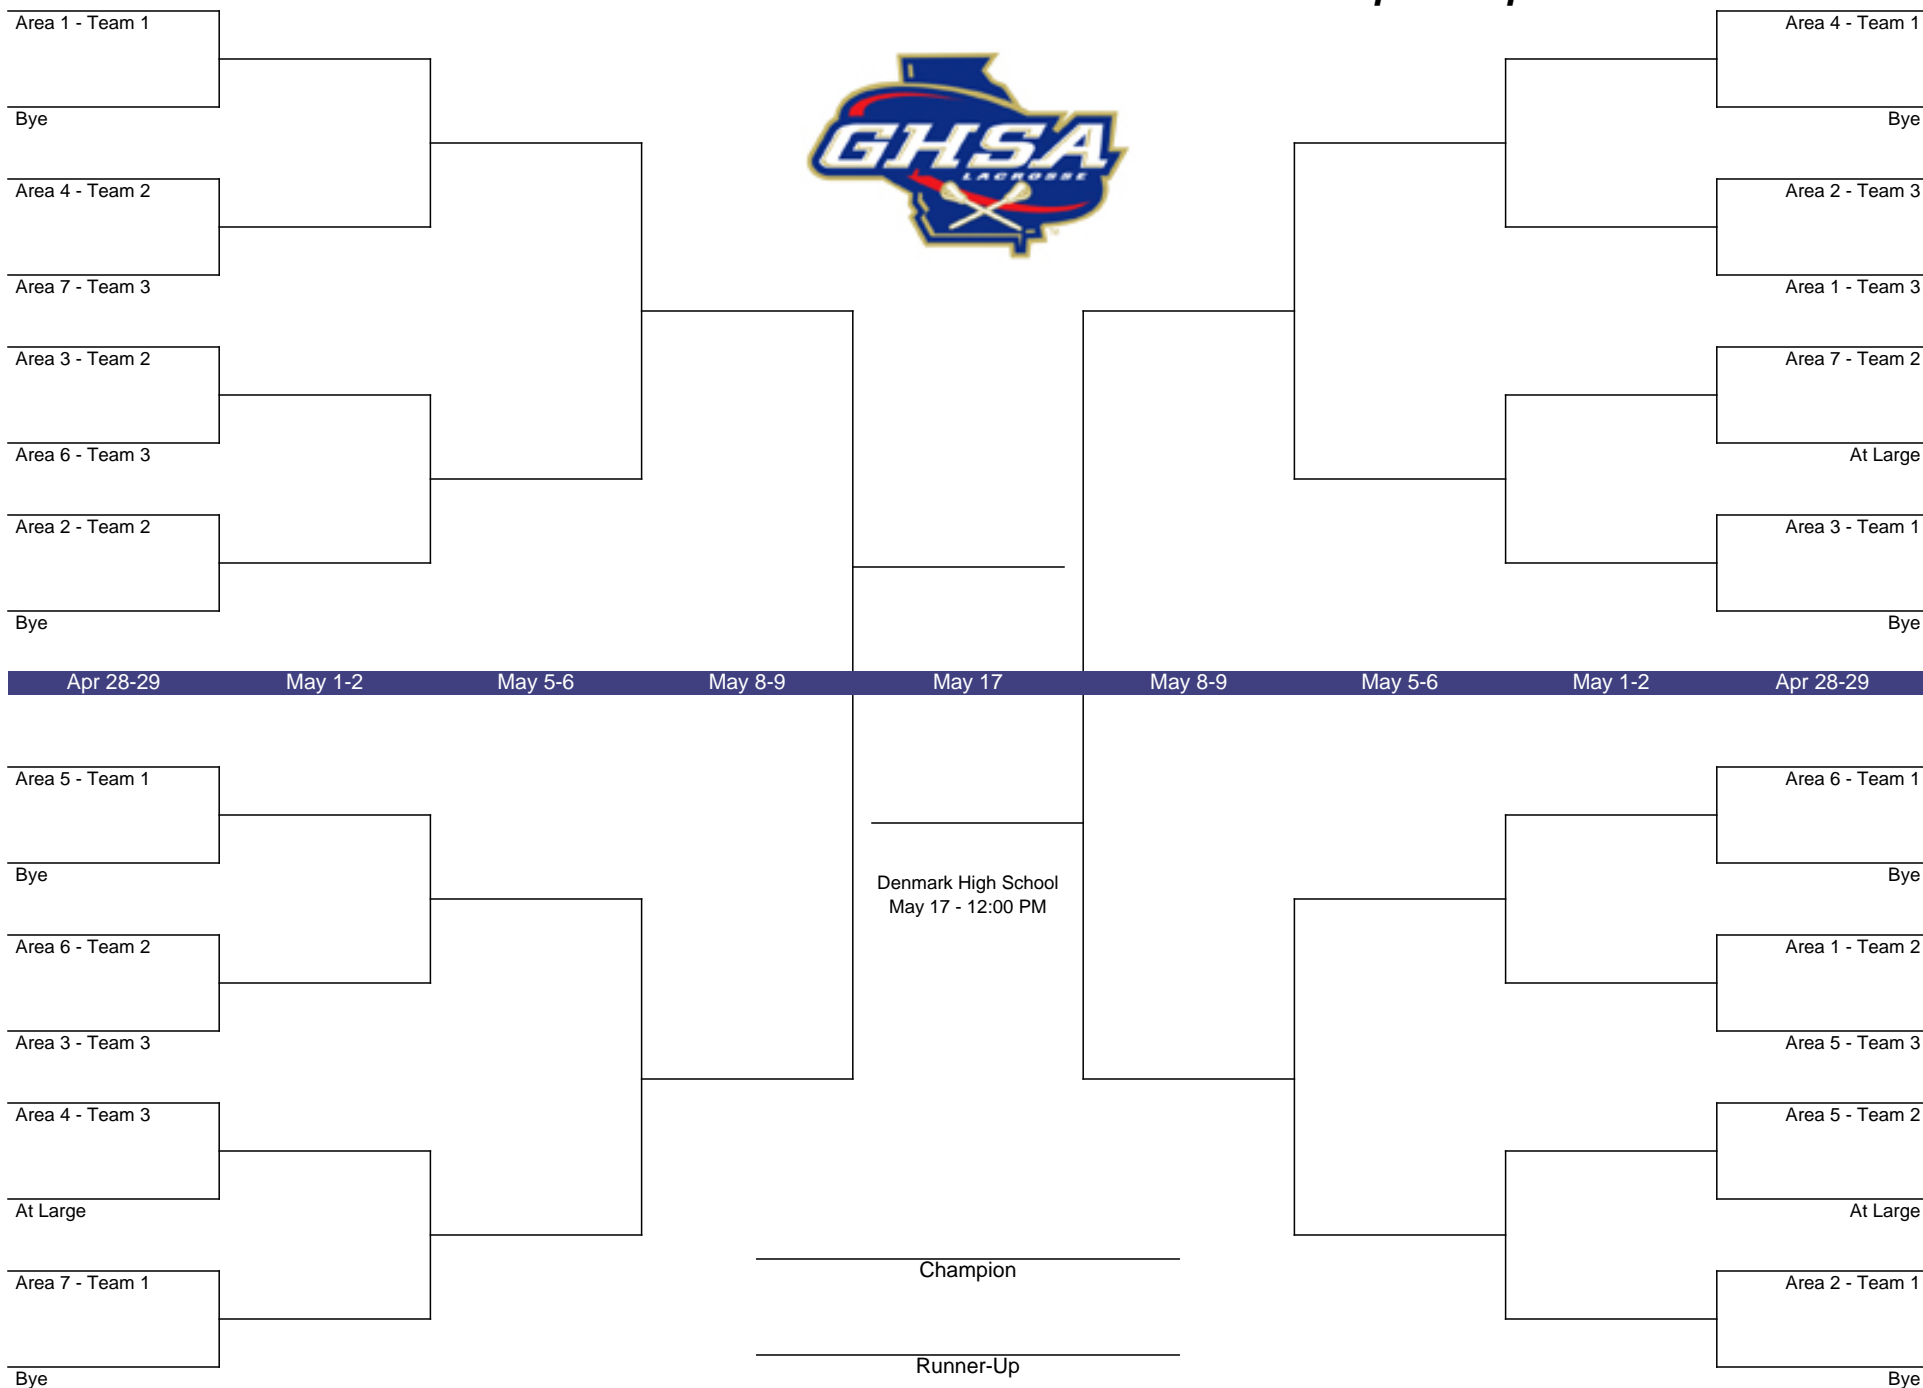 Area 1 - Team 1
Bye
Area 4 - Team 2
Area 7 - Team 3
Area 3 - Team 2
Area 6 - Team 3
Area 2 - Team 2
Bye
GHSA
LACROSSE
Area 4 - Team 1
Bye
Area 2 - Team 3
Area 1 - Team 3
Area 7 - Team 2
At Large
Area 3 - Team 1
Bye
Apr 28-29 May 1-2 May 5-6 May 8-9 May 17 May 8-9 May 5-6 May 1-2 Apr 28-29
Area 5 - Team 1
Bye
Area 6 - Team 2
Area 3 - Team 3
Area 4 - Team 3
At Large
Area 7 - Team 1
Bye
Denmark High School
May 17 - 12:00 PM
Champion
Runner-Up
Area 6 - Team 1
Bye
Area 1 - Team 2
Area 5 - Team 3
Area 5 - Team 2
At Large
Area 2 - Team 1
Bye